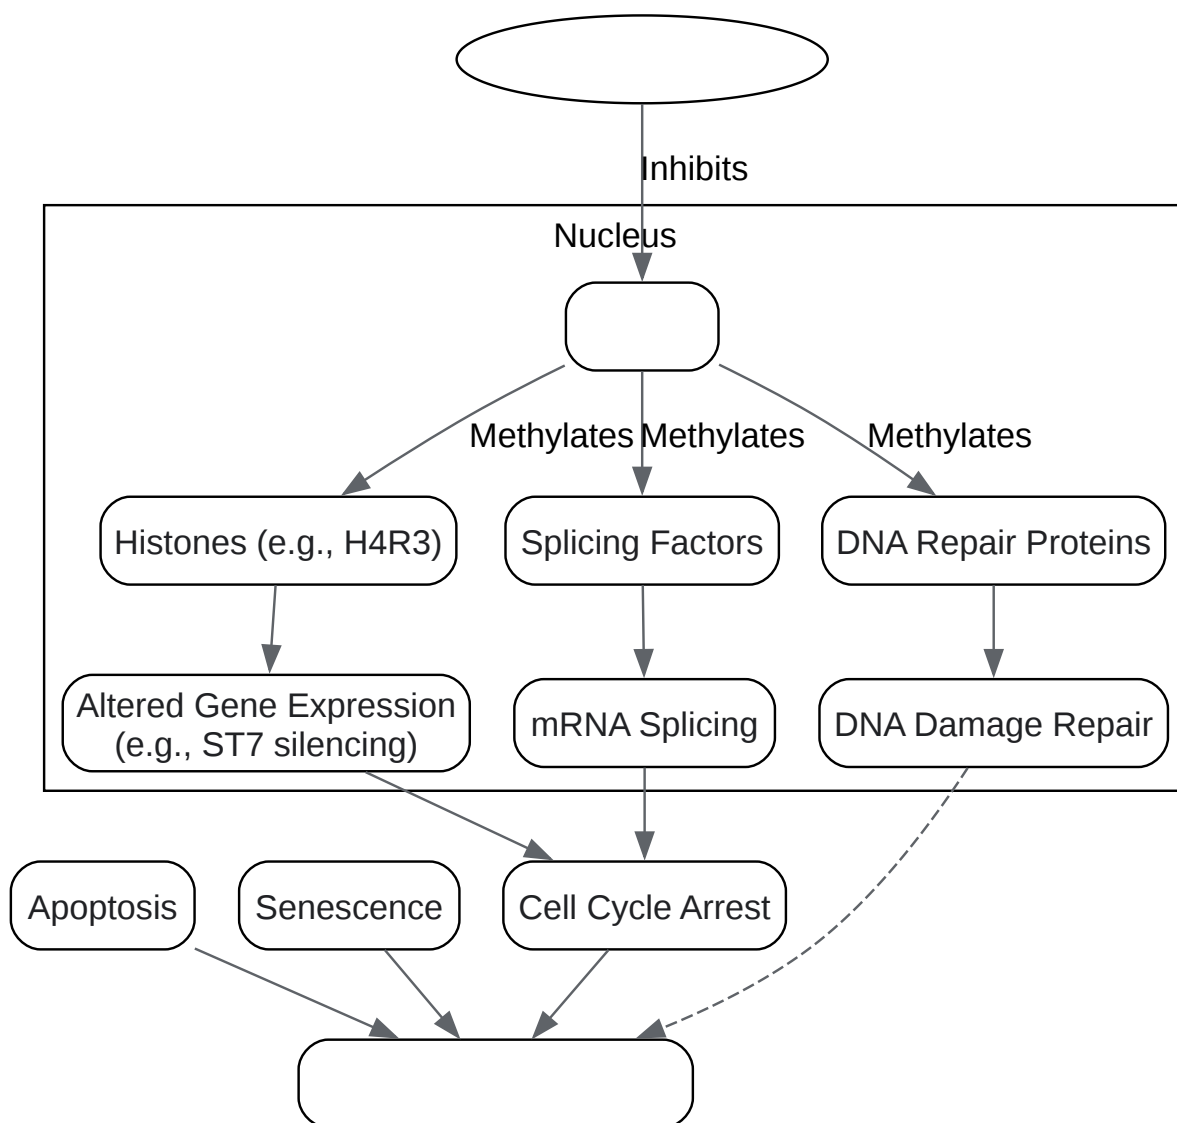 Inhibits
Nucleus
Methylates
Methylates
Methylates
Histones (e.g., H4R3)
Splicing Factors
DNA Repair Proteins
Altered Gene Expression
(e.g., ST7 silencing)
mRNA Splicing
DNA Damage Repair
Apoptosis
Senescence
Cell Cycle Arrest